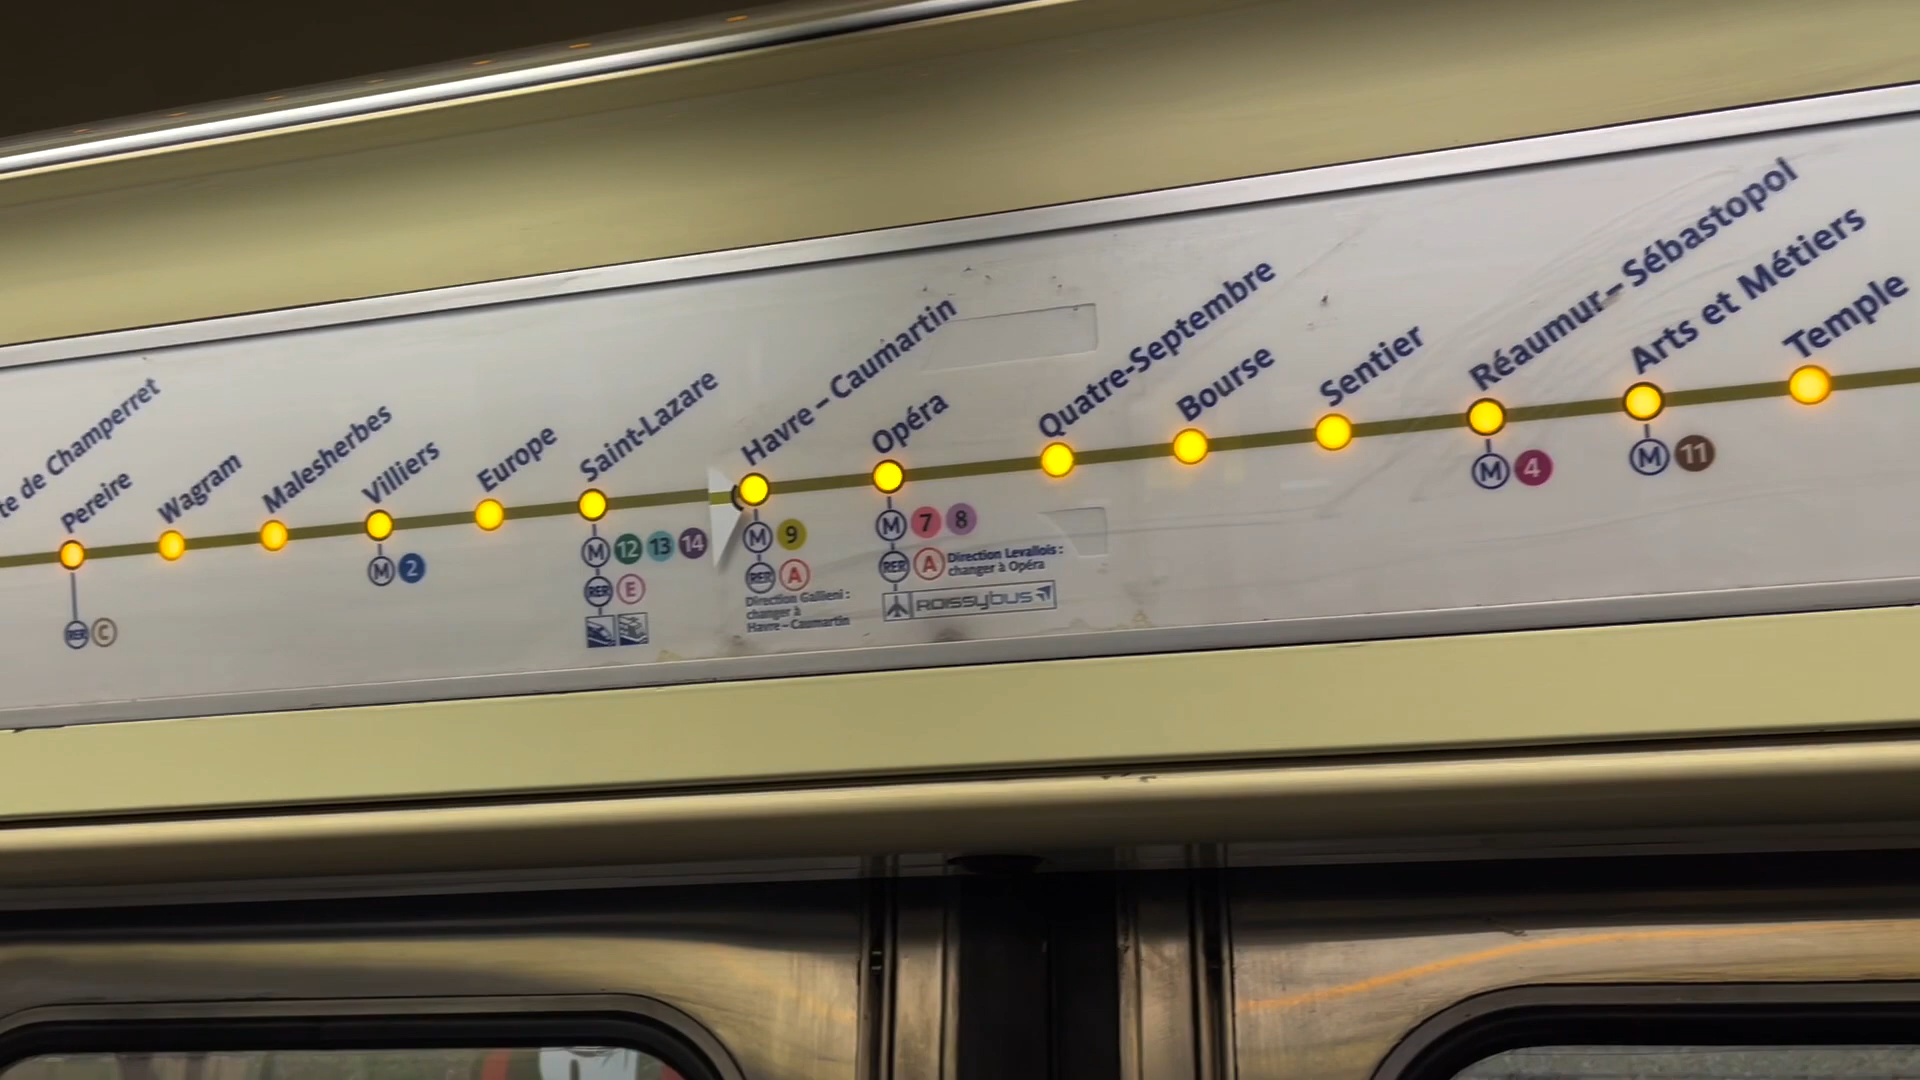 te de Champerret
Pereire
RER C
Wagram
Malesherbes
Villiers
M 2
Europe
Saint-Lazare
M 12 13 14
RER E
Havre – Caumartin
M 9
RER A
Direction Gallieni :
changer à
Havre – Caumartin
Opéra
M 7 8
RER A
Direction Levallois :
changer à Opéra
ROISSYBUS
Quatre-Septembre
Bourse
Sentier
Réaumur – Sébastopol
M 4
Arts et Métiers
M 11
Temple